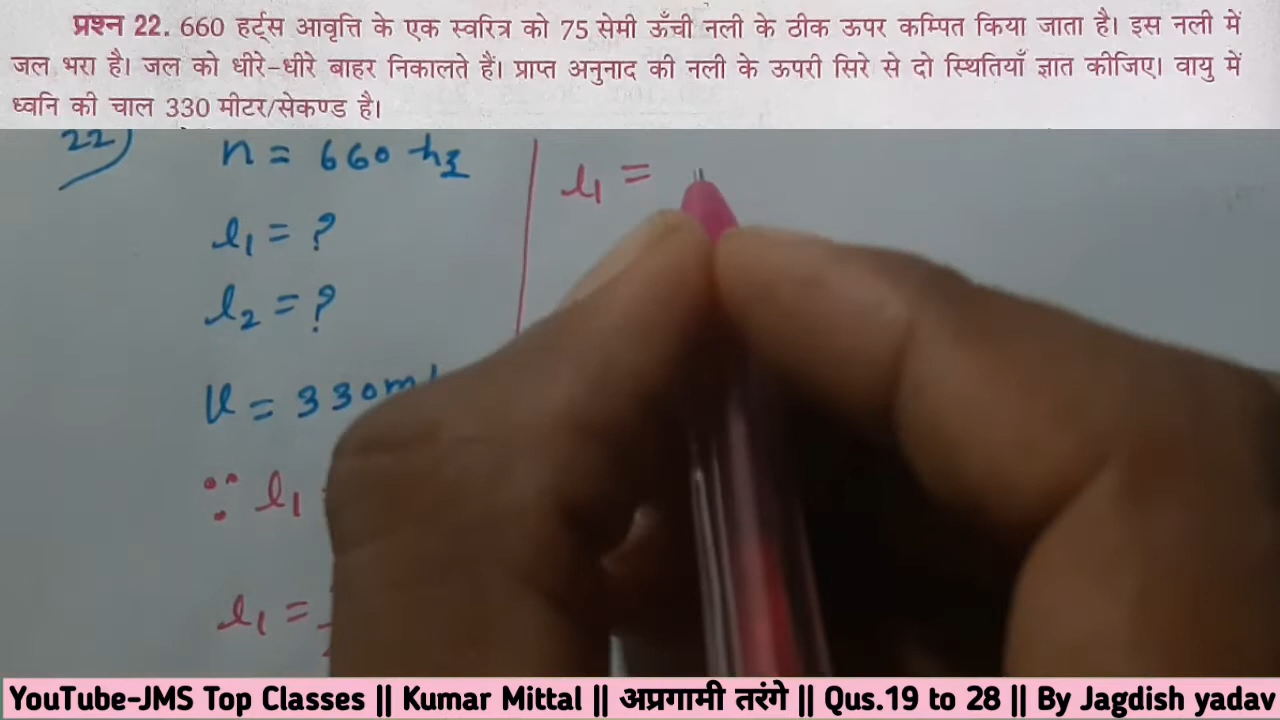 प्रश्न 22. 660 हर्ट्स आवृत्ति के एक स्वरित्र को 75 सेमी ऊँची नली के ठीक ऊपर कम्पित किया जाता है। इस नली में
जल भरा है। जल को धीरे-धीरे बाहर निकालते हैं। प्राप्त अनुनाद की नली के ऊपरी सिरे से दो स्थितियाँ ज्ञात कीजिए। वायु में
ध्वनि की चाल 330 मीटर/सेकण्ड है।
22)
n = 660 hz
l1 = ?
l2 = ?
V = 330m
∵ l1
l1 =
l1 =
YouTube-JMS Top Classes || Kumar Mittal || अप्रगामी तरंगे || Qus.19 to 28 || By Jagdish yadav